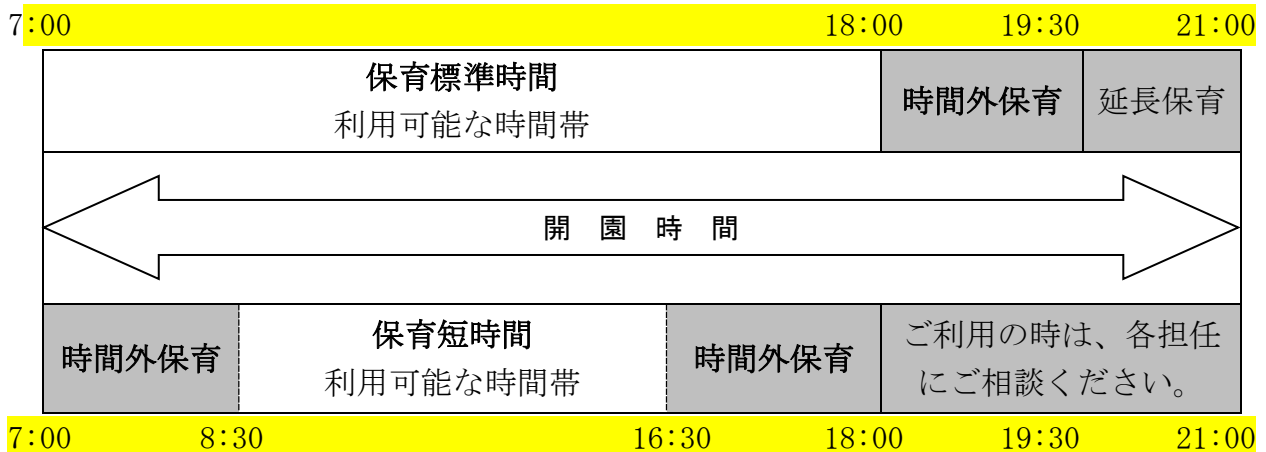 7:00 18:00 19:30 21:00
保育標準時間
利用可能な時間帯
時間外保育
延長保育
開 園 時 間
時間外保育
保育短時間
利用可能な時間帯
時間外保育
ご利用の時は、各担任
にご相談ください。
7:00 8:30 16:30 18:00 19:30 21:00